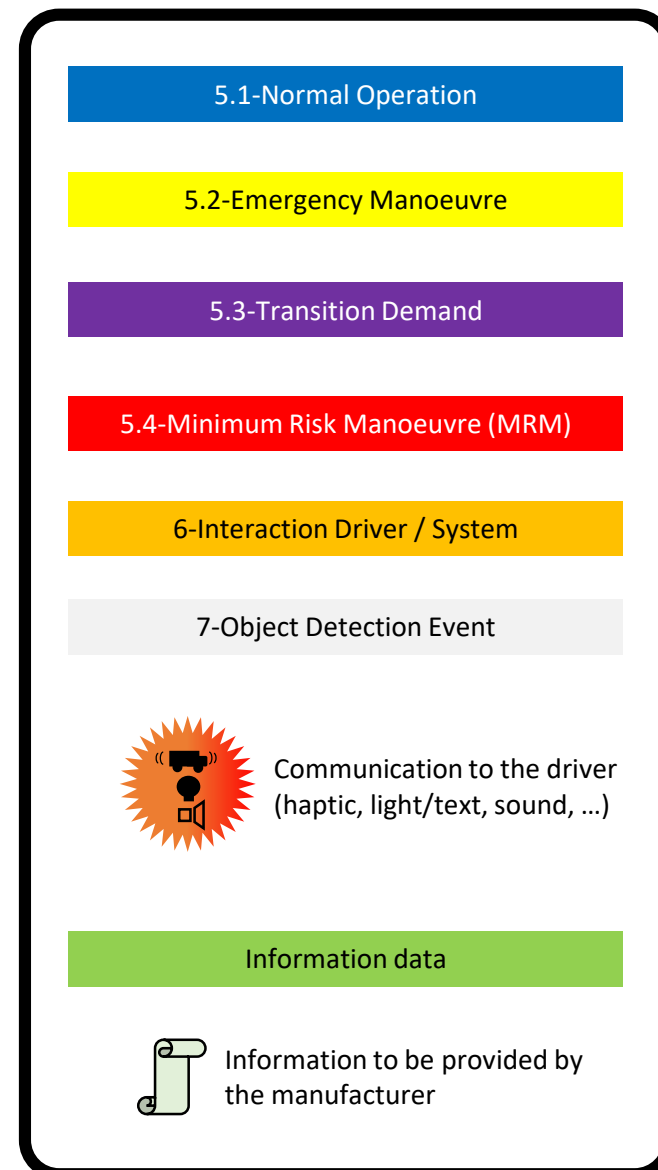 5.1-Normal Operation
5.2-Emergency Manoeuvre
5.3-Transition Demand
5.4-Minimum Risk Manoeuvre (MRM)
6-Interaction Driver / System
7-Object Detection Event
Communication to the driver
(haptic, light/text, sound, …)
Information data
Information to be provided by
the manufacturer